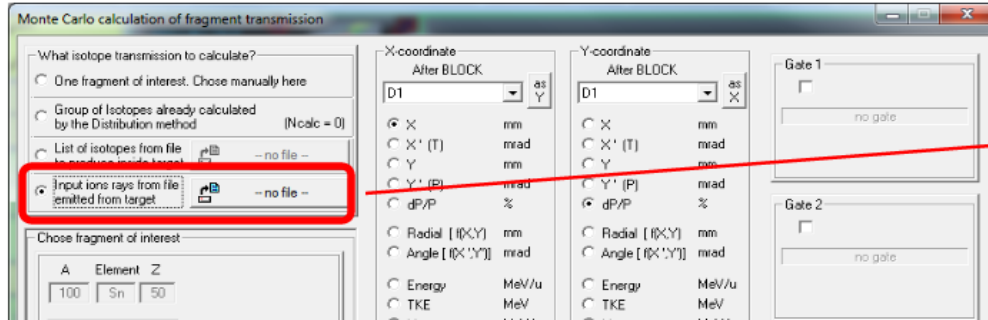 Monte Carlo calculation of fragment transmission
What isotope transmission to calculate?
One fragment of interest. Chose manually here
Group of Isotopes already calculated
by the Distribution method (Ncalc = 0)
List of isotopes from file
to produce inside target -- no file --
Input ions rays from file
emitted from target -- no file --
Chose fragment of interest
A Element Z
100 Sn 50
X-coordinate
After BLOCK
D1
as
Y
X mm
X' (T) mrad
Y mm
Y' (P) mrad
dP/P %
Radial [ f(X,Y) mm
Angle [ f(X',Y')] mrad
Energy MeV/u
TKE MeV
Y-coordinate
After BLOCK
D1
as
X
X mm
X' (T) mrad
Y mm
Y' (P) mrad
dP/P %
Radial [ f(X,Y) mm
Angle [ f(X',Y')] mrad
Energy MeV/u
TKE MeV
Gate 1
no gate
Gate 2
no gate